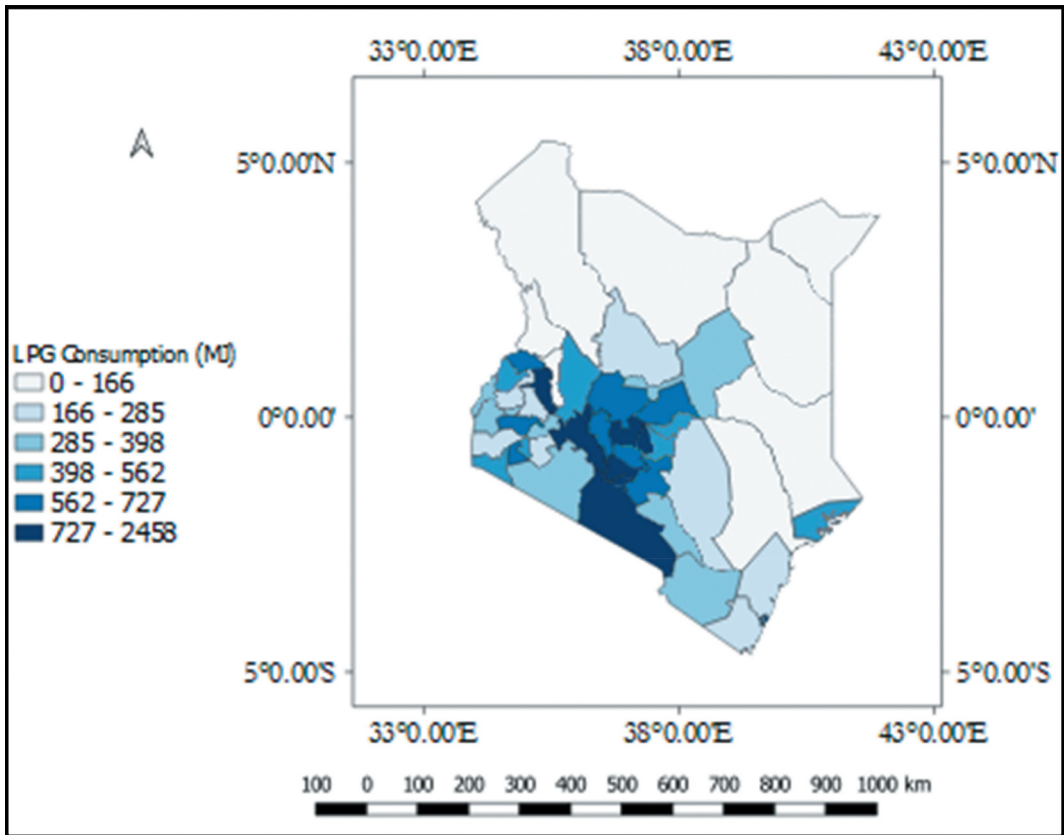 33°0.00'E 38°0.00'E 43°0.00'E
5°0.00'N 5°0.00'N
LPG Consumption (MJ)
0 - 166
166 - 285
285 - 398
398 - 562
562 - 727
727 - 2458
0°0.00' 0°0.00'
5°0.00'S 5°0.00'S
33°0.00'E 38°0.00'E 43°0.00'E
100 0 100 200 300 400 500 600 700 800 900 1000 km